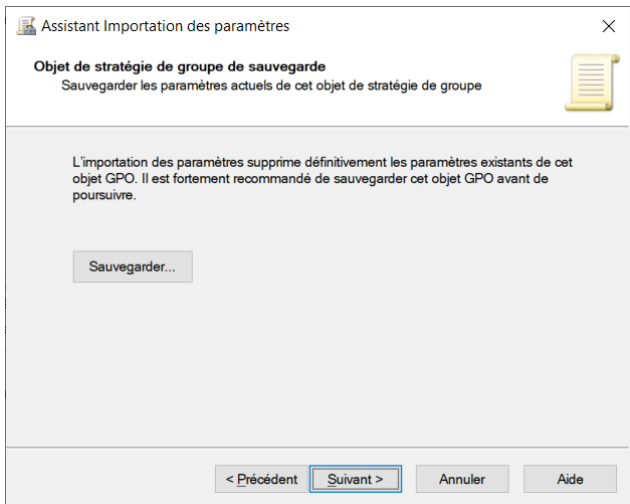 Assistant Importation des paramètres
Objet de stratégie de groupe de sauvegarde
Sauvegarder les paramètres actuels de cet objet de stratégie de groupe
L'importation des paramètres supprime définitivement les paramètres existants de cet
objet GPO. Il est fortement recommandé de sauvegarder cet objet GPO avant de
poursuivre.
Sauvegarder...
< Précédent Suivant > Annuler Aide